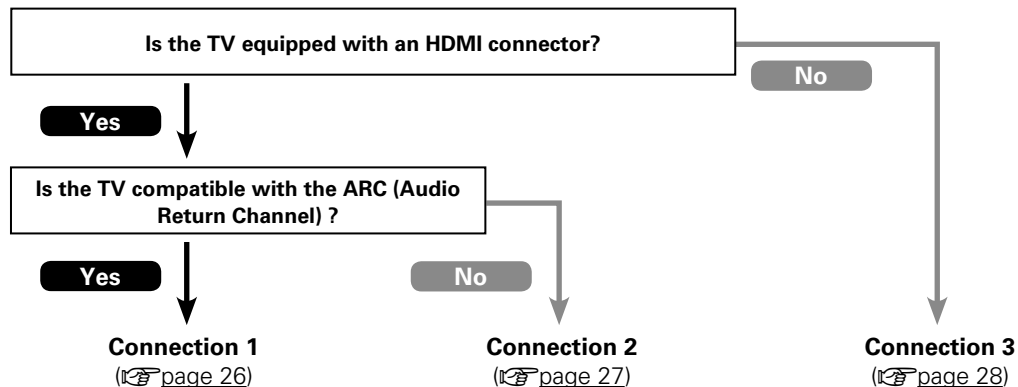 Is the TV equipped with an HDMI connector?
No
Yes
Is the TV compatible with the ARC (Audio
Return Channel) ?
Yes
No
Connection 1
(page 26)
Connection 2
(page 27)
Connection 3
(page 28)